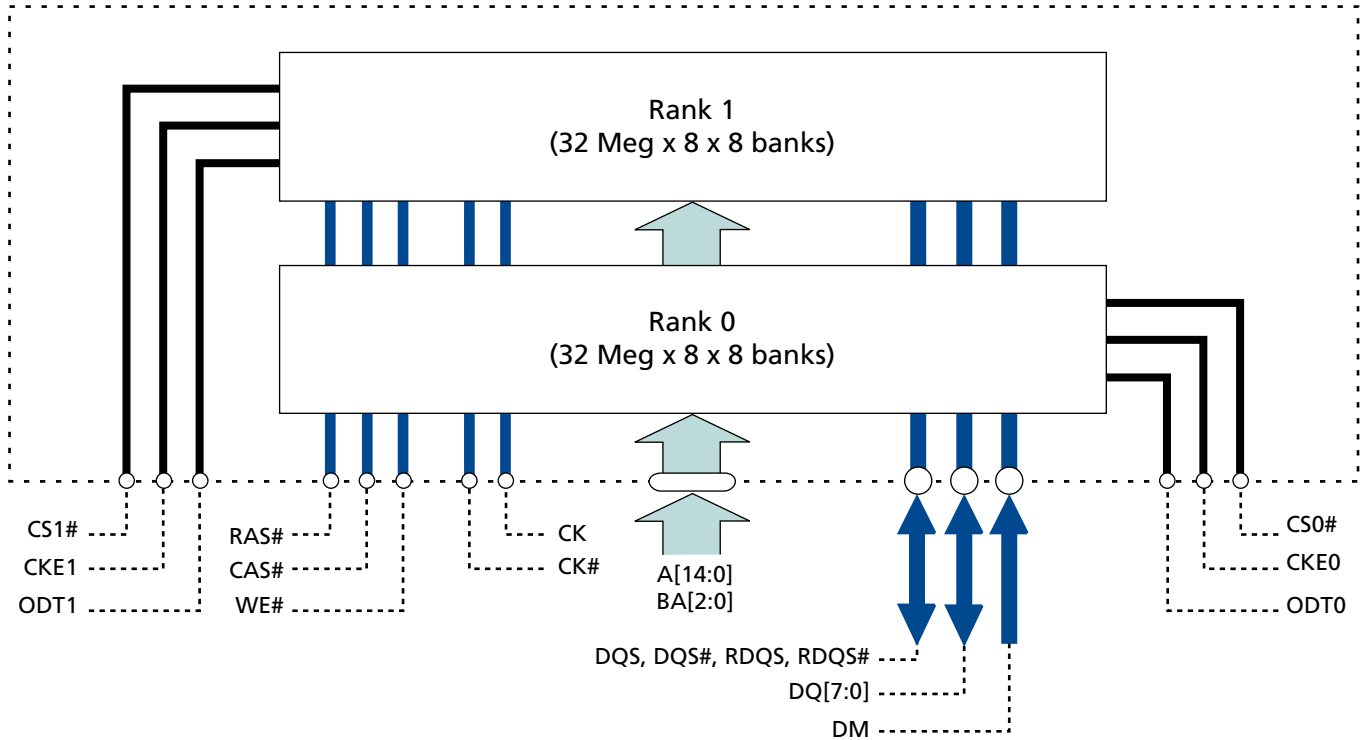 Rank 1
(32 Meg x 8 x 8 banks)
Rank 0
(32 Meg x 8 x 8 banks)
CS1#
CKE1
ODT1
RAS#
CAS#
WE#
CK
CK#
A[14:0]
BA[2:0]
DQS, DQS#, RDQS, RDQS#
DQ[7:0]
DM
CS0#
CKE0
ODT0